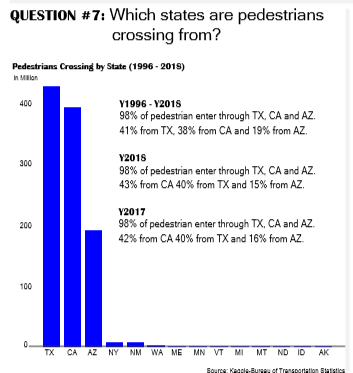 QUESTION #7: Which states are pedestrians
crossing from?
Pedestrians Crossing by State (1996 - 2018)
In Million
400
300
200
100
0
Y1996 - Y2018
98% of pedestrian enter through TX, CA and AZ.
41% from TX, 38% from CA and 19% from AZ.
Y2018
98% of pedestrian enter through TX, CA and AZ.
43% from CA 40% from TX and 15% from AZ.
Y2017
98% of pedestrian enter through TX, CA and AZ.
42% from CA 40% from TX and 16% from AZ.
TX CA AZ NY NM WA ME MN VT MI MT ND ID AK
Source: Kaggle-Bureau of Transportation Statistics